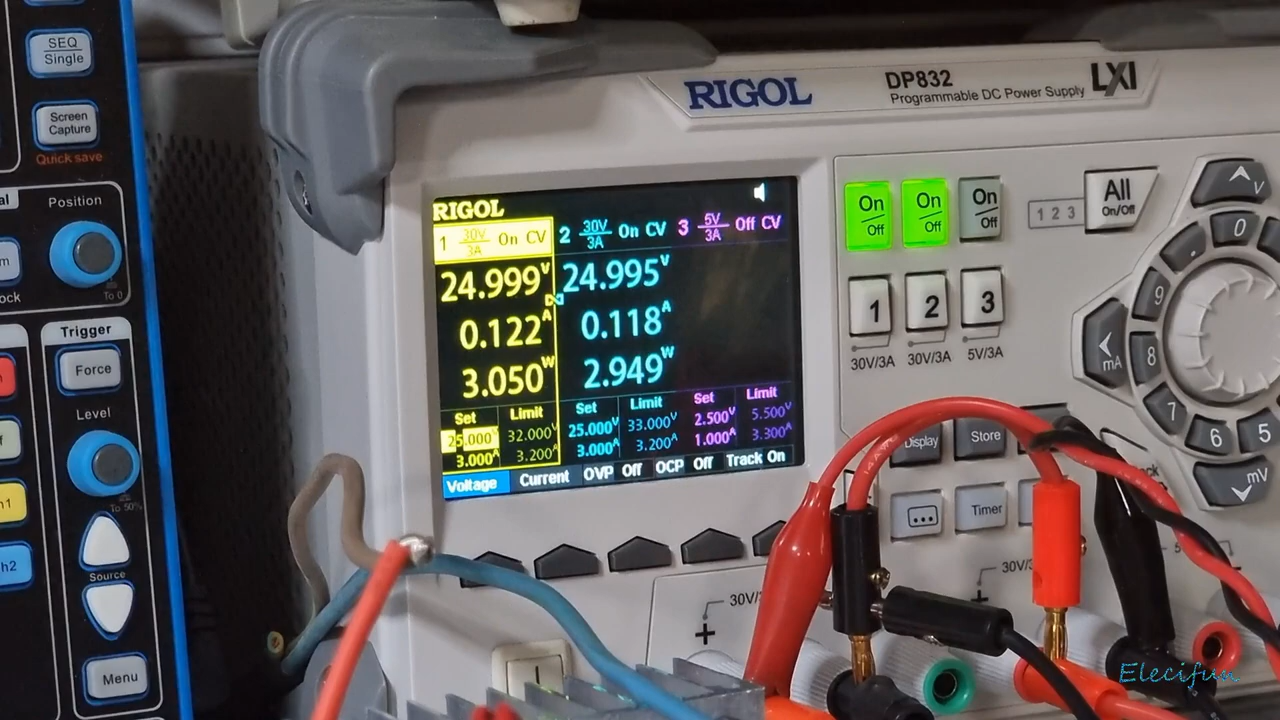 SEQ
Single
Screen
Capture
Quick save
Position
To 0
Trigger
Force
Level
To 50%
Source
Menu
RIGOL
DP832
Programmable DC Power Supply
LXI
RIGOL
1 30V/3A On CV
2 30V/3A On CV
3 5V/3A Off CV
24.999V 24.995V
0.122A 0.118A
3.050W 2.949W
Set Limit Set Limit Set Limit
25.000V 32.000V 25.000V 33.000V 2.500V 5.500V
3.000A 3.200A 3.000A 3.200A 1.000A 3.300A
Voltage Current OVP Off OCP Off Track On
On/Off On/Off On/Off
1 2 3
All
On/Off
1 2 3
30V/3A 30V/3A 5V/3A
V
0
.
9
8
7
6
5
mA
mV
Display Store
... Timer
+
+
Elecifun